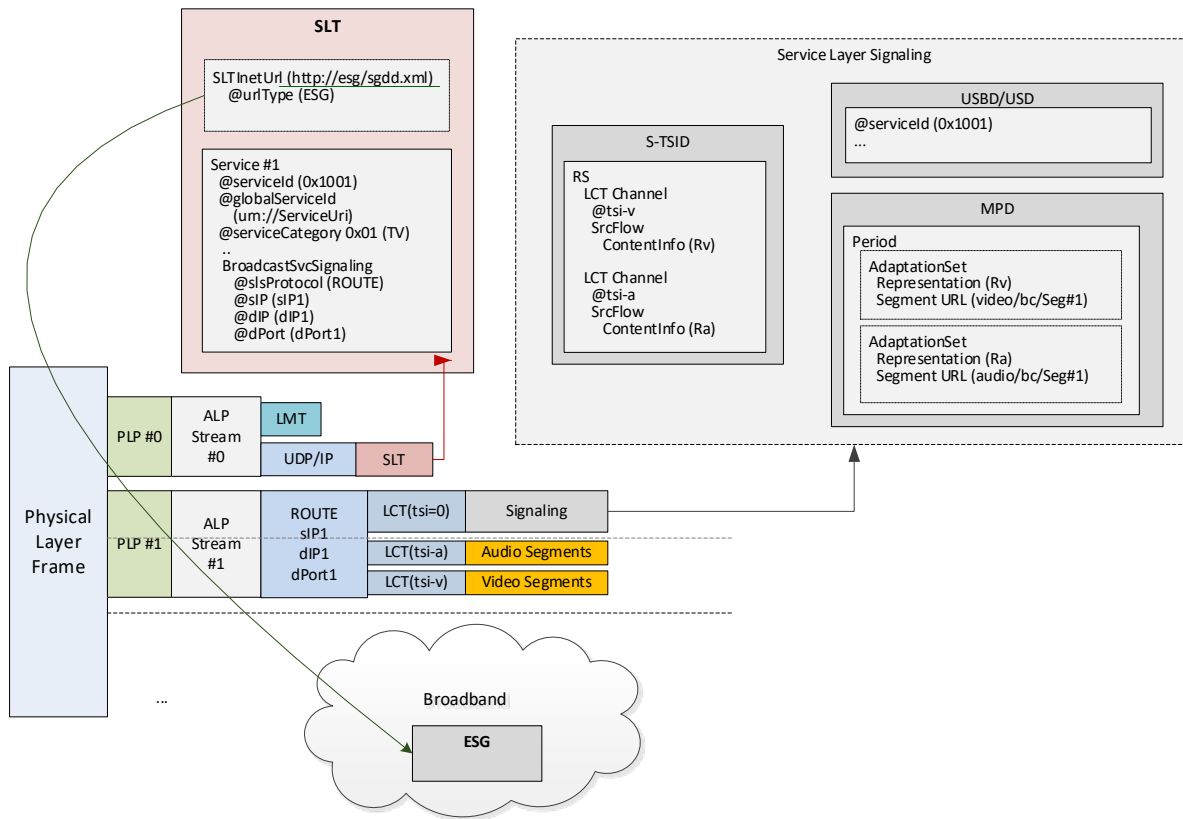 SLT
SLTInetUrl (http://esg/sgdd.xml)
@urlType (ESG)
Service #1
@serviceId (0x1001)
@globalServiceId
(urn://ServiceUri)
@serviceCategory 0x01 (TV)
..
BroadcastSvcSignaling
@slsProtocol (ROUTE)
@sIP (sIP1)
@dIP (dIP1)
@dPort (dPort1)
Service Layer Signaling
S-TSID
RS
LCT Channel
@tsi-v
SrcFlow
ContentInfo (Rv)
LCT Channel
@tsi-a
SrcFlow
ContentInfo (Ra)
USBD/USD
@serviceId (0x1001)
...
MPD
Period
AdaptationSet
Representation (Rv)
Segment URL (video/bc/Seg#1)
AdaptationSet
Representation (Ra)
Segment URL (audio/bc/Seg#1)
Physical
Layer
Frame
PLP #0
ALP
Stream
#0
LMT
UDP/IP
SLT
PLP #1
ALP
Stream
#1
ROUTE
sIP1
dIP1
dPort1
LCT(tsi=0)
Signaling
LCT(tsi-a)
Audio Segments
LCT(tsi-v)
Video Segments
...
Broadband
ESG